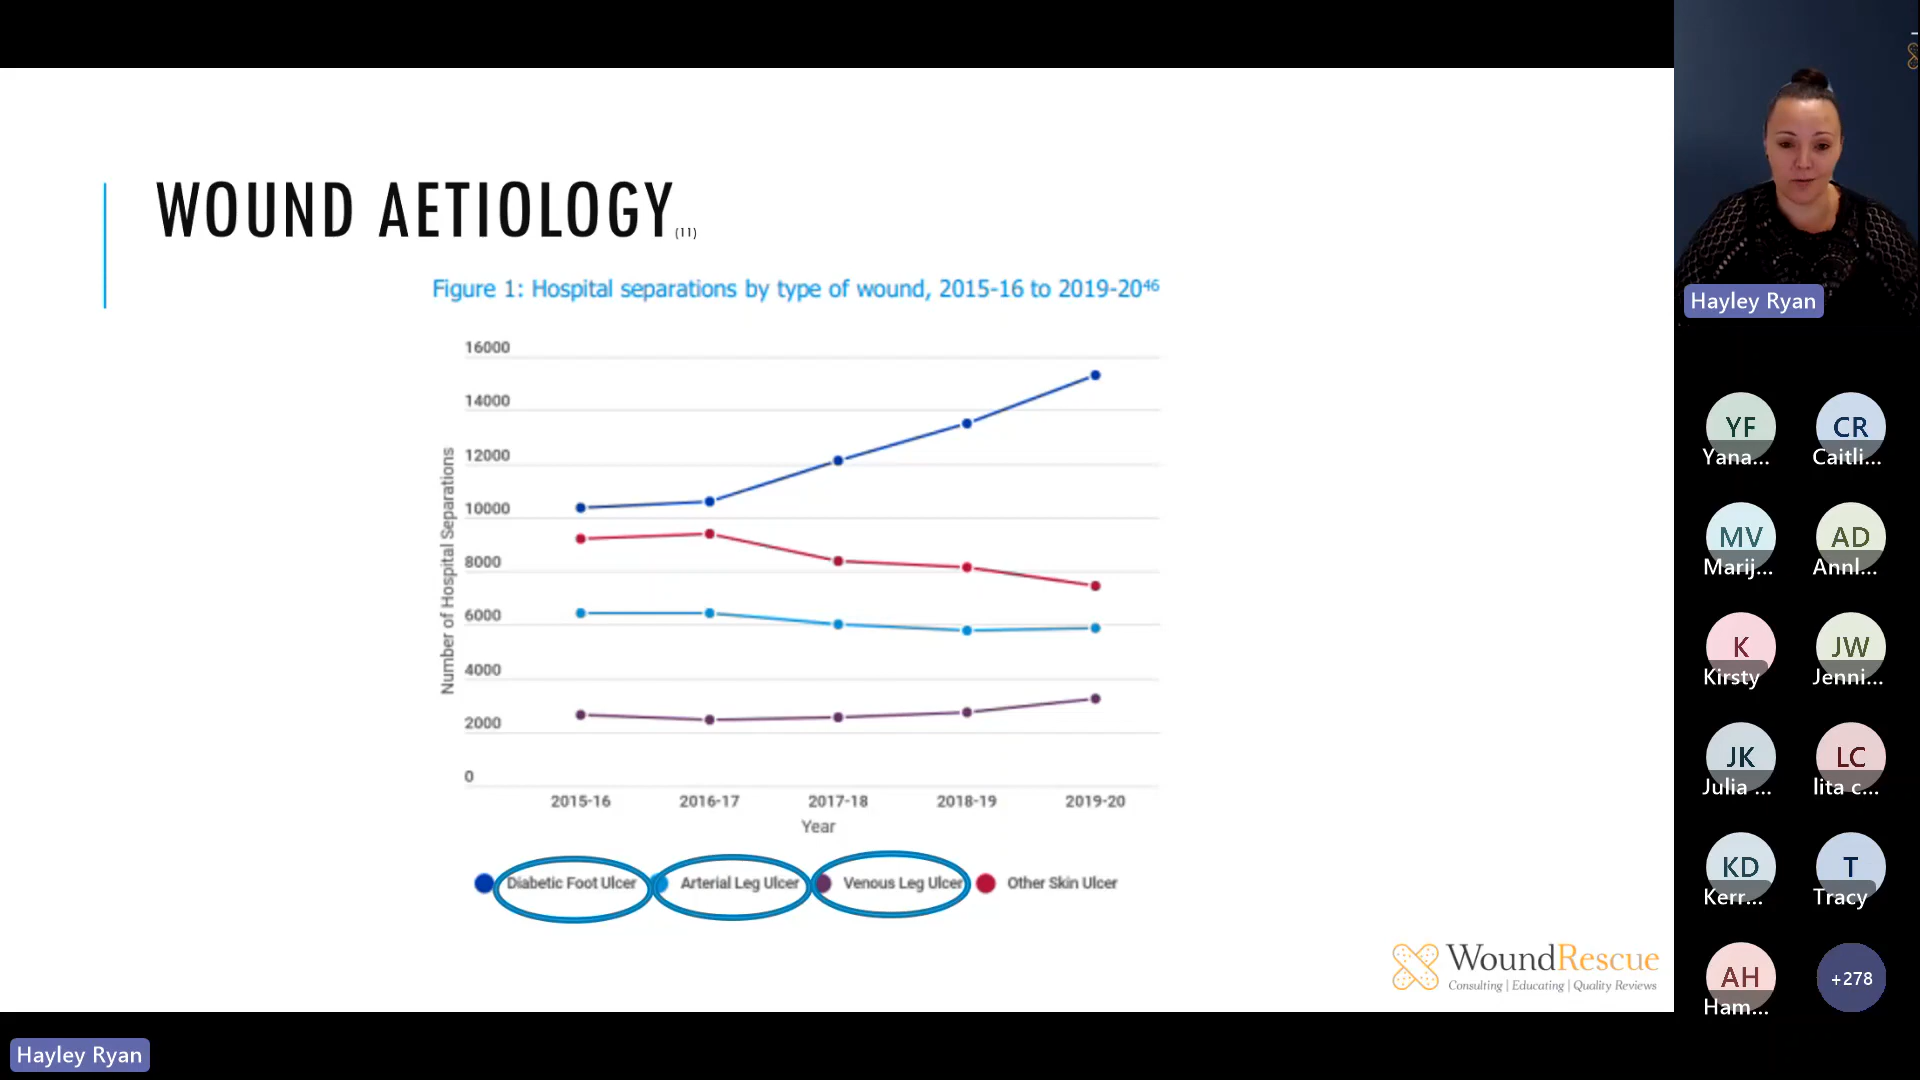 WOUND AETIOLOGY(11)
Figure 1: Hospital separations by type of wound, 2015-16 to 2019-20⁴⁶
Number of Hospital Separations
16000
14000
12000
10000
8000
6000
4000
2000
0
2015-16 2016-17 2017-18 2018-19 2019-20
Year
Diabetic Foot Ulcer Arterial Leg Ulcer Venous Leg Ulcer Other Skin Ulcer
WoundRescue
Consulting | Educating | Quality Reviews
Hayley Ryan
Hayley Ryan
YF CR
Yana... Caitli...
MV AD
Marij... Annl...
K JW
Kirsty Jenni...
JK LC
Julia ... lita c...
KD T
Kerr... Tracy
AH +278
Ham...